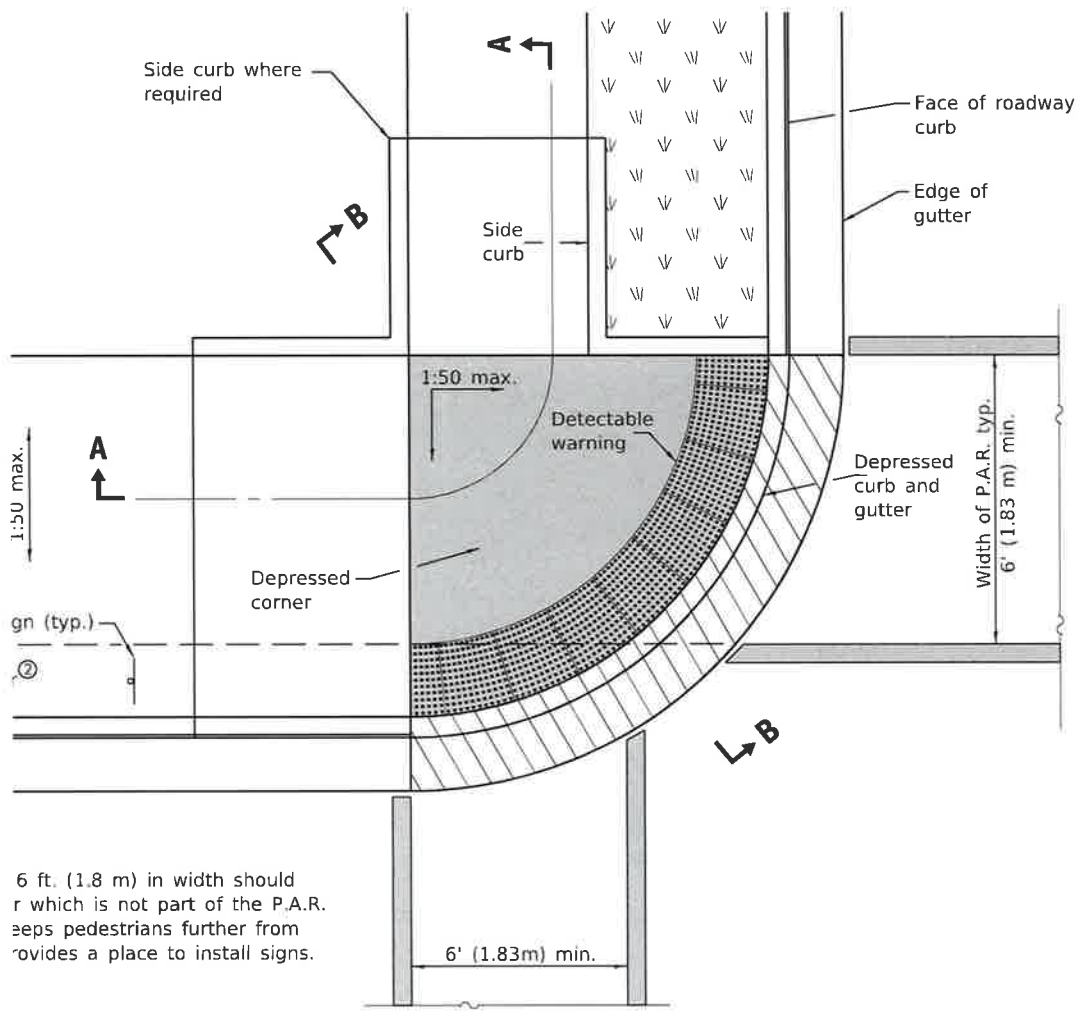 A
Side curb where
required
Face of roadway
curb
B
Edge of
gutter
Side
curb
1:50 max.
Detectable
warning
A
1:50 max.
Depressed
curb and
gutter
Width of P.A.R. typ.
6' (1.83 m) min.
Depressed
corner
gn (typ.)
②
B
6 ft. (1.8 m) in width should
r which is not part of the P.A.R.
eeps pedestrians further from
rovides a place to install signs.
6' (1.83m) min.